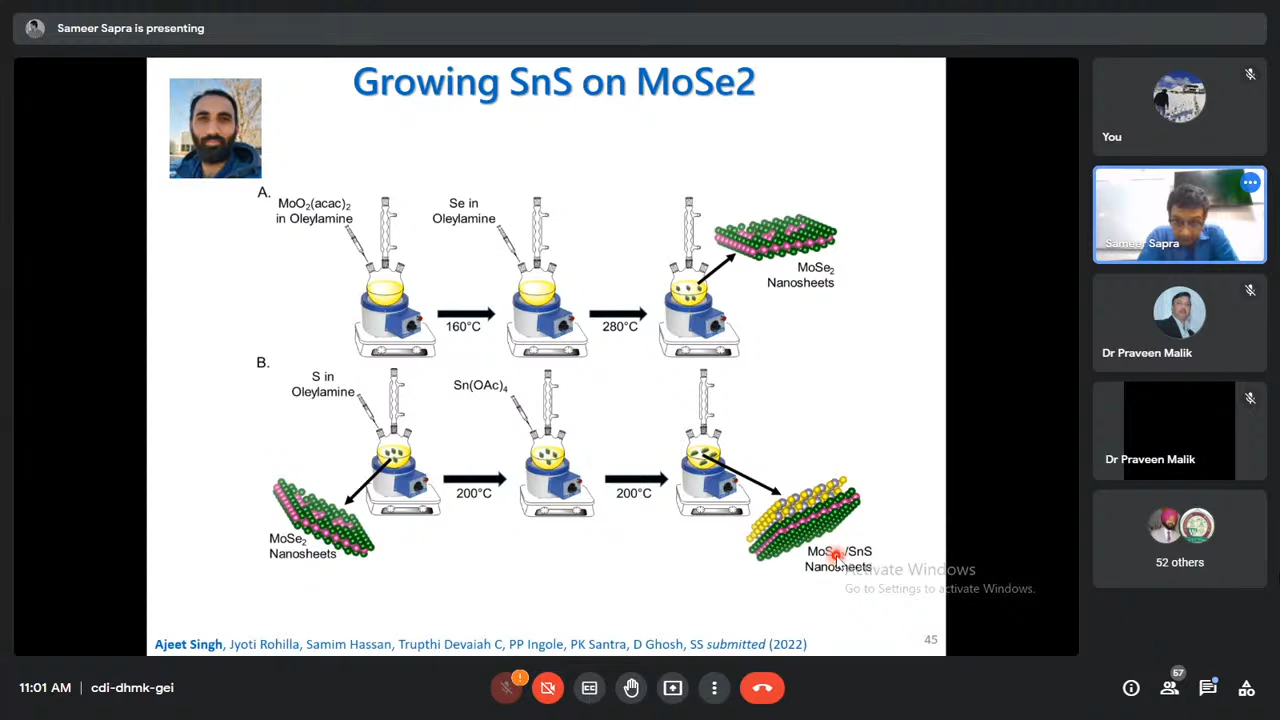 Sameer Sapra is presenting
Growing SnS on MoSe2
A.
MoO₂(acac)₂
in Oleylamine
Se in
Oleylamine
160°C
280°C
MoSe₂
Nanosheets
B.
S in
Oleylamine
Sn(OAc)₄
200°C
200°C
MoSe₂
Nanosheets
/SnS
Nanosheets
Activate Windows
Go to Settings to activate Windows.
Ajeet Singh, Jyoti Rohilla, Samim Hassan, Trupthi Devaiah C, PP Ingole, PK Santra, D Ghosh, SS submitted (2022)
45
You
Sameer Sapra
Dr Praveen Malik
Dr Praveen Malik
52 others
11:01 AM | cdi-dhmk-gei
57